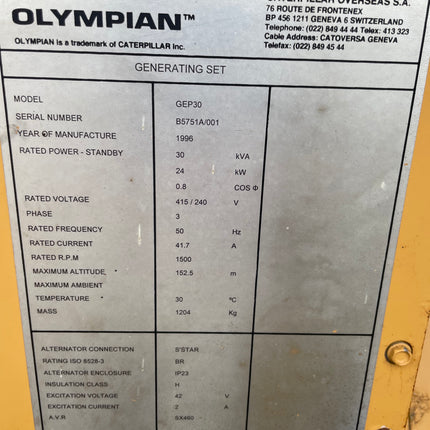 OLYMPIAN™
OLYMPIAN is a trademark of CATERPILLAR Inc.
CATERPILLAR OVERSEAS S.A.
76 ROUTE DE FRONTENEX
BP 456 1211 GENEVA 6 SWITZERLAND
Telephone: (022) 849 44 44 Telex: 413 323
Cable Address: CATOVERSA GENEVA
Telefax: (022) 849 45 44
GENERATING SET
MODEL GEP30
SERIAL NUMBER B5751A/001
YEAR OF MANUFACTURE 1996
RATED POWER - STANDBY 30 kVA
24 kW
0.8 COS Φ
RATED VOLTAGE 415 / 240 V
PHASE 3
RATED FREQUENCY 50 Hz
RATED CURRENT 41.7 A
RATED R.P.M 1500
MAXIMUM ALTITUDE 152.5 m
MAXIMUM AMBIENT
TEMPERATURE 30 ºC
MASS 1204 Kg
ALTERNATOR CONNECTION S'STAR
RATING ISO 8528-3 BR
ALTERNATOR ENCLOSURE IP23
INSULATION CLASS H
EXCITATION VOLTAGE 42 V
EXCITATION CURRENT 2 A
A.V.R SX460